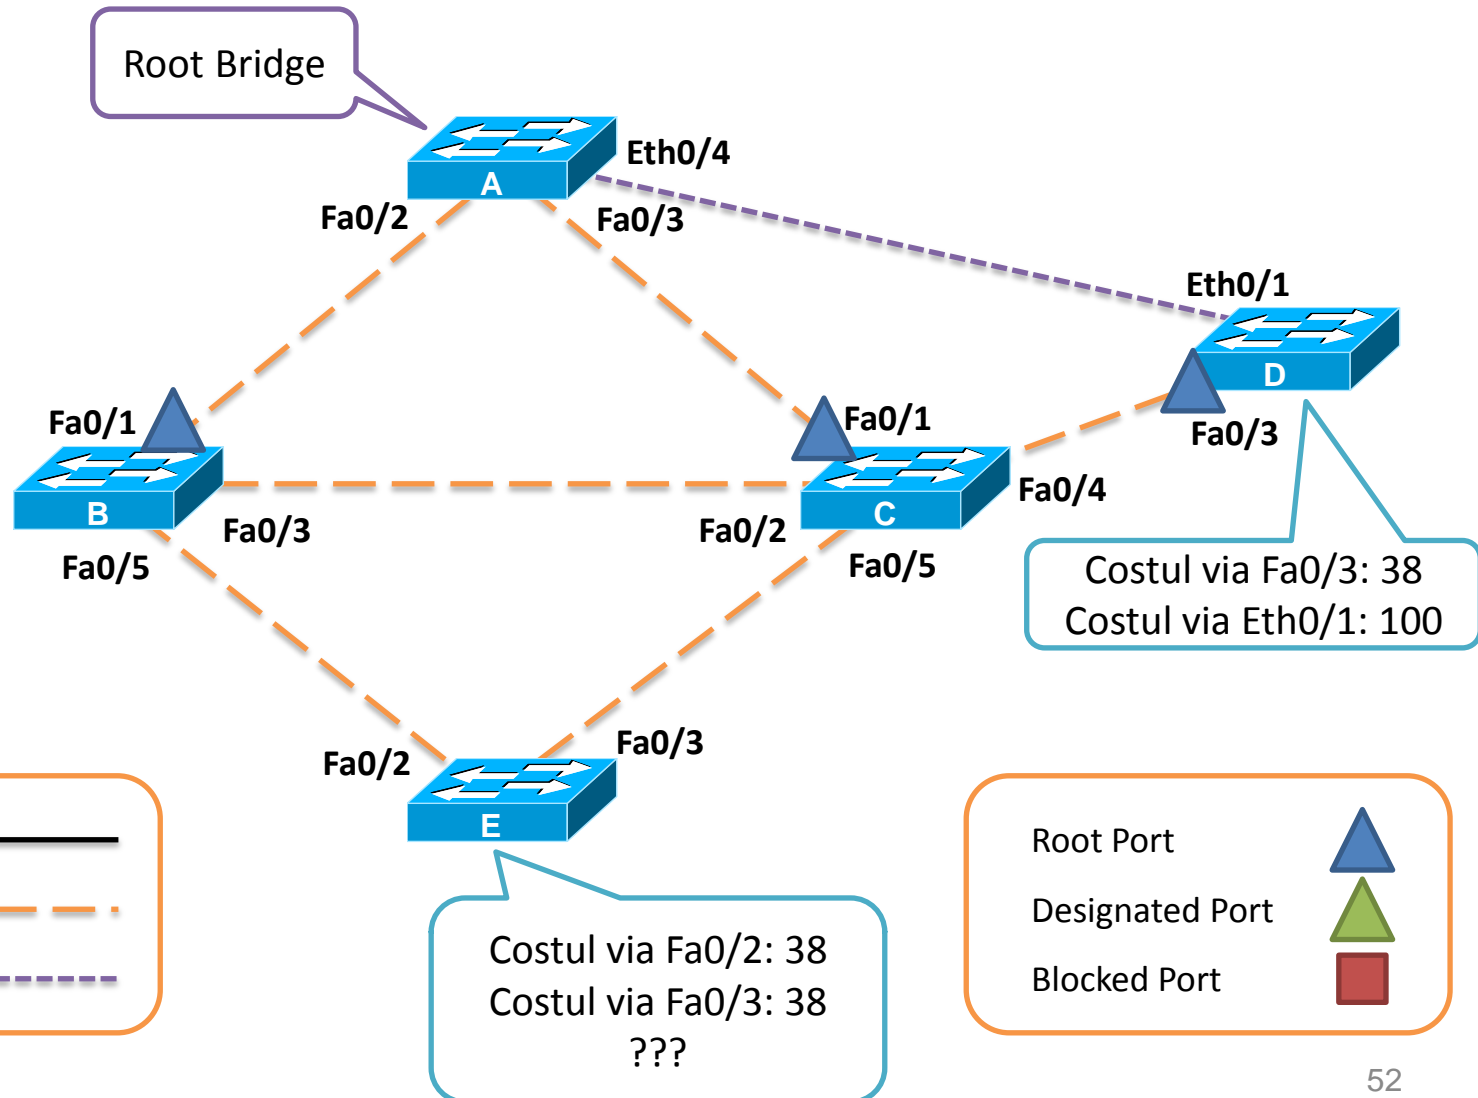 Root Bridge
A
Eth0/4
Fa0/2
Fa0/3
Eth0/1
D
Fa0/3
Fa0/1
Fa0/1
B
Fa0/3
Fa0/2
C
Fa0/4
Fa0/5
Fa0/5
Costul via Fa0/3: 38
Costul via Eth0/1: 100
Fa0/2
Fa0/3
E
Costul via Fa0/2: 38
Costul via Fa0/3: 38
???
Root Port
Designated Port
Blocked Port
52